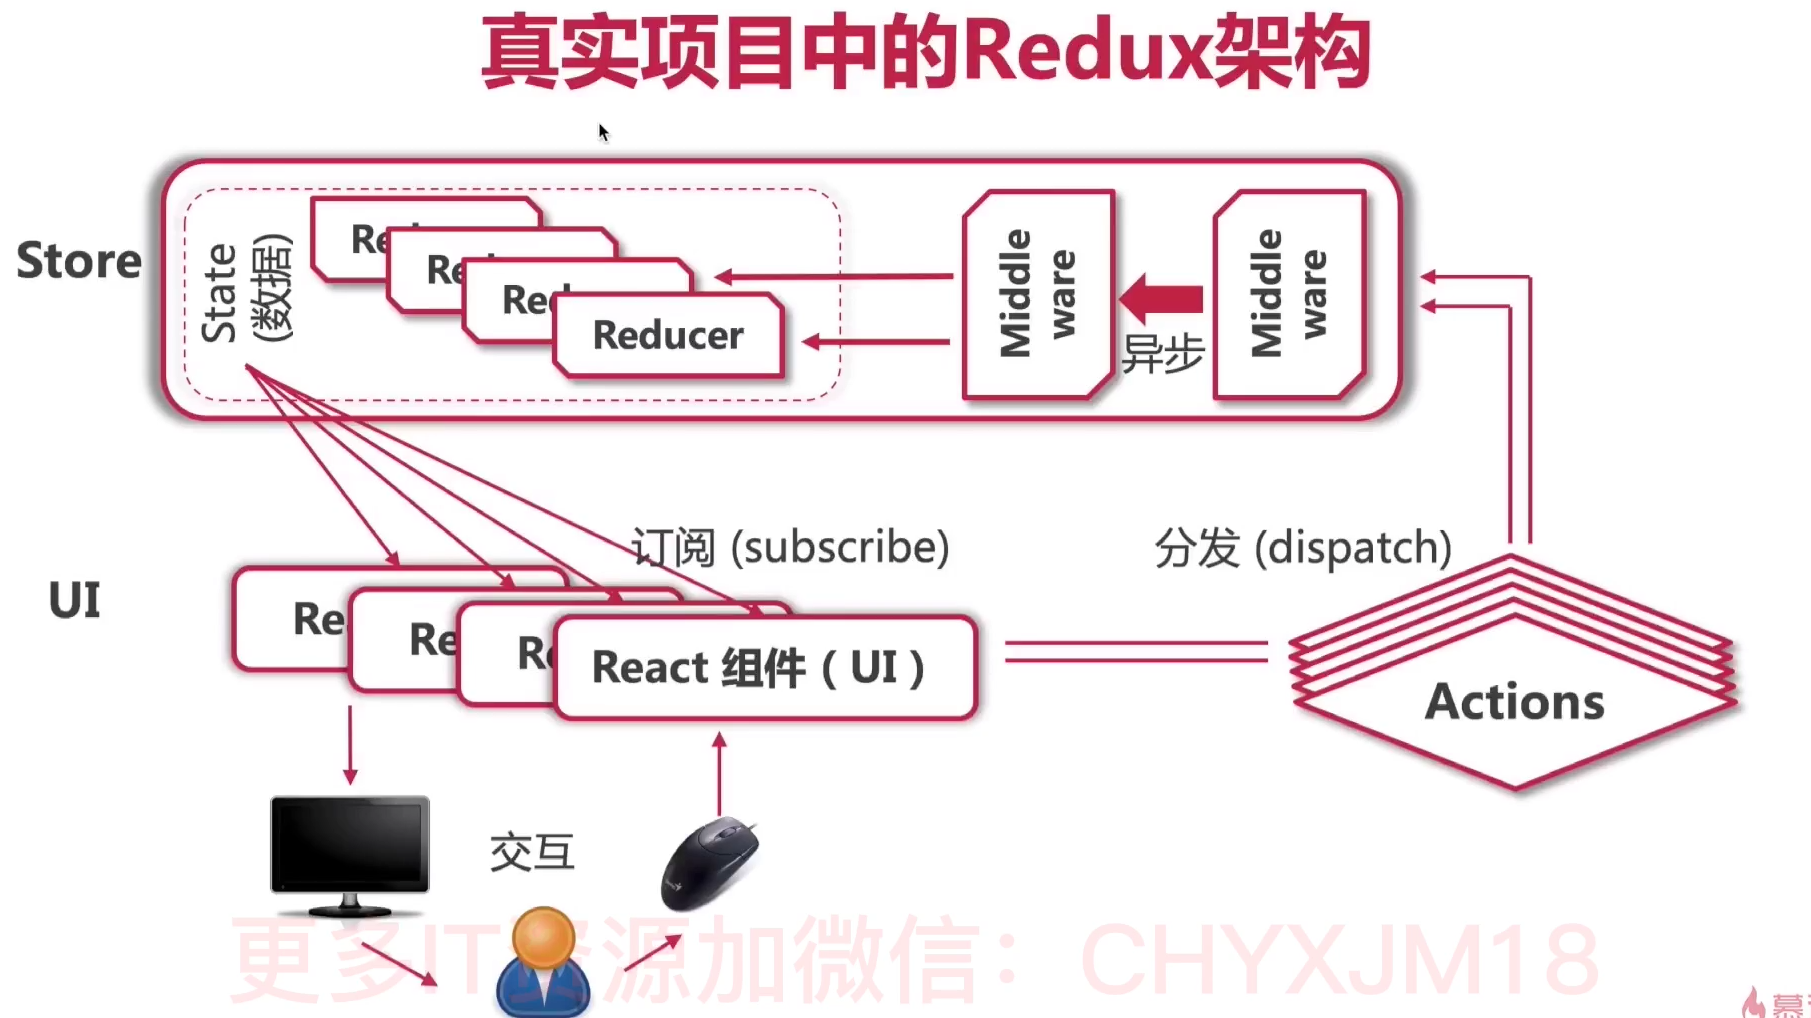 真实项目中的Redux架构
Store
State
(数据)
Re
Re
Red
Reducer
Middle
ware
异步
Middle
ware
订阅 (subscribe)
分发 (dispatch)
UI
Re
Re
Re
React 组件（UI）
Actions
交互
更多IT资源加微信：CHYXJM18
慕